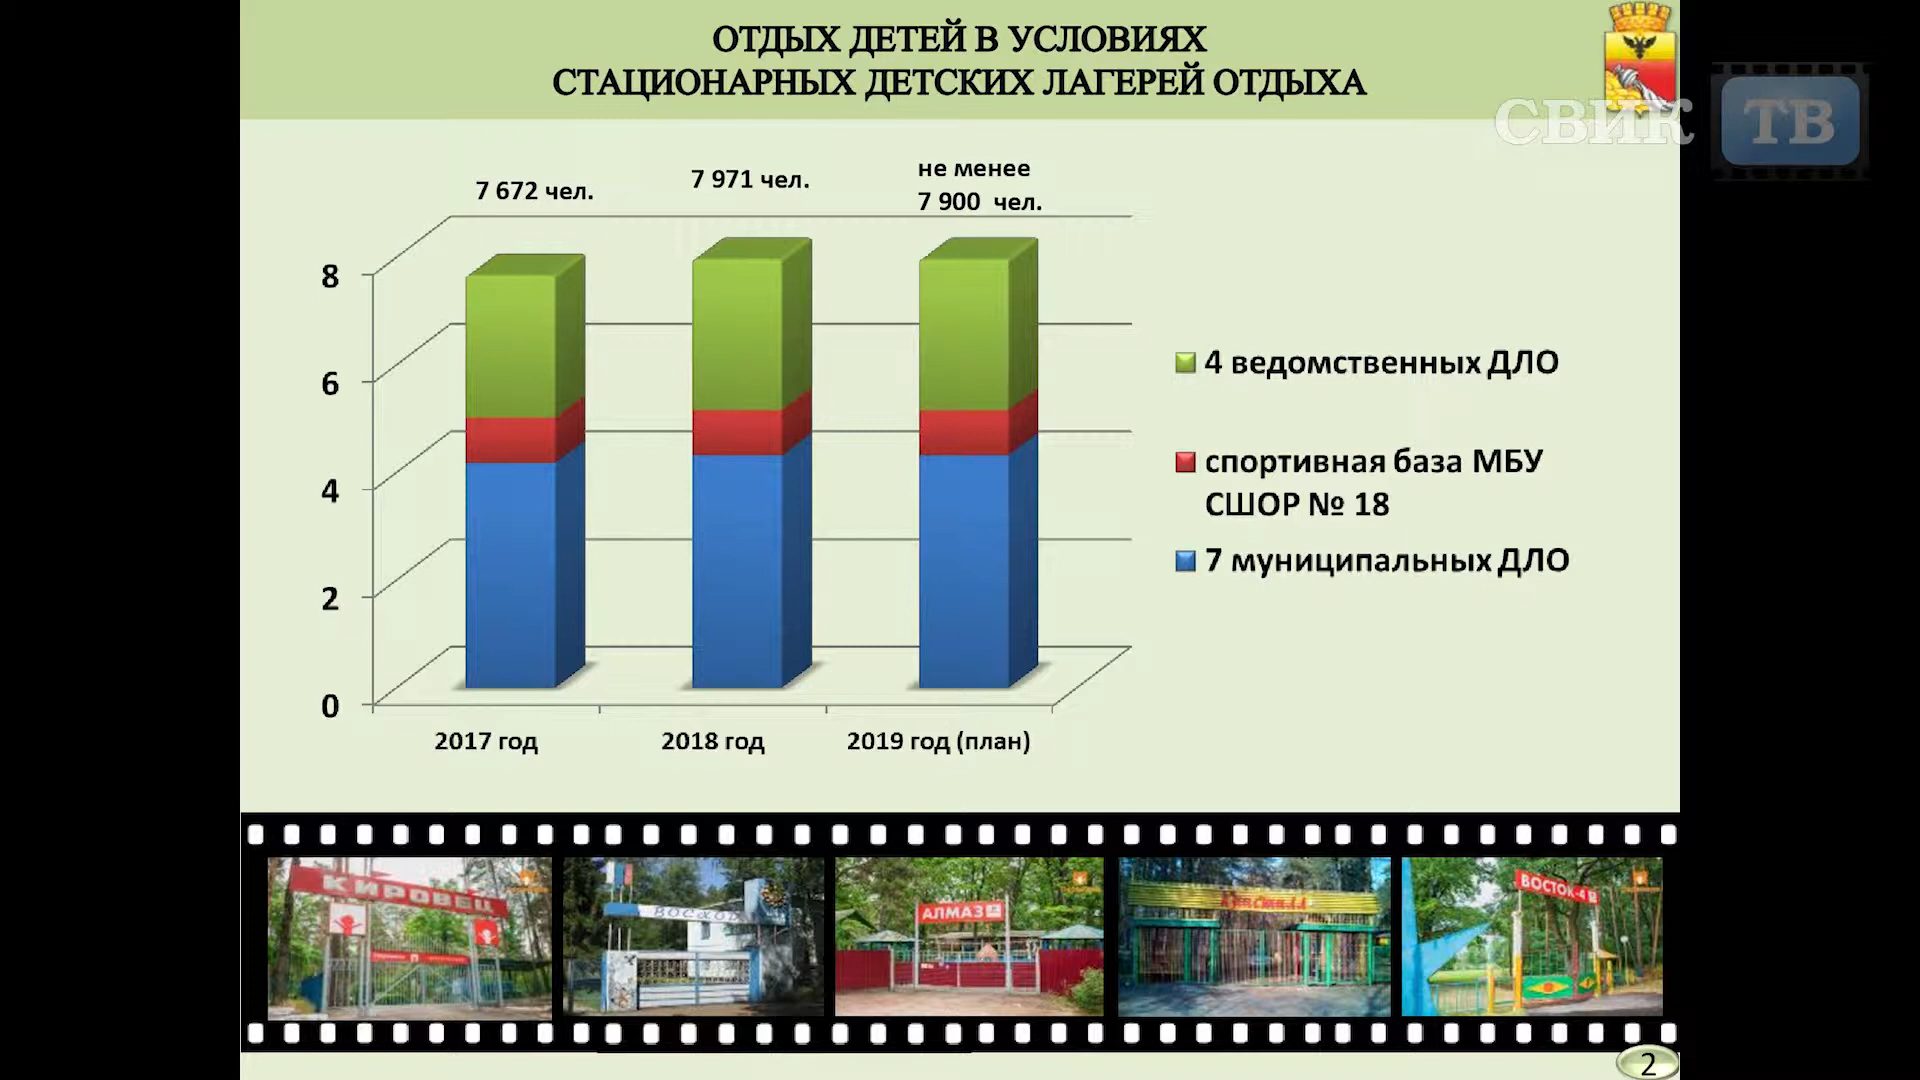 ОТДЫХ ДЕТЕЙ В УСЛОВИЯХ
СТАЦИОНАРНЫХ ДЕТСКИХ ЛАГЕРЕЙ ОТДЫХА
СВИК ТВ
7 672 чел.
7 971 чел.
не менее
7 900 чел.
8
6
4
2
0
2017 год
2018 год
2019 год (план)
4 ведомственных ДЛО
спортивная база МБУ
СШОР № 18
7 муниципальных ДЛО
КИРОВЕЦ
ВОСХОД
АЛМАЗ
ВОСТОК-4
2